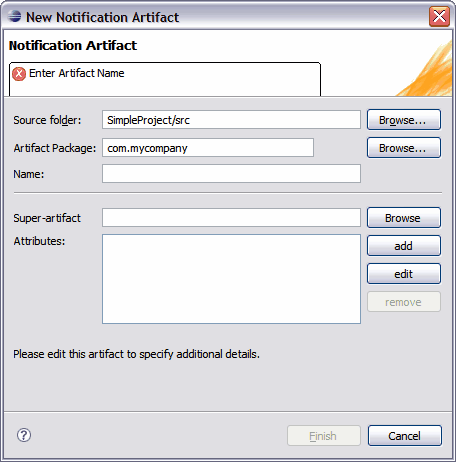 New Notification Artifact
Notification Artifact
Enter Artifact Name
Source folder: SimpleProject/src Browse...
Artifact Package: com.mycompany Browse...
Name:
Super-artifact Browse
Attributes: add
edit
remove
Please edit this artifact to specify additional details.
? Finish Cancel